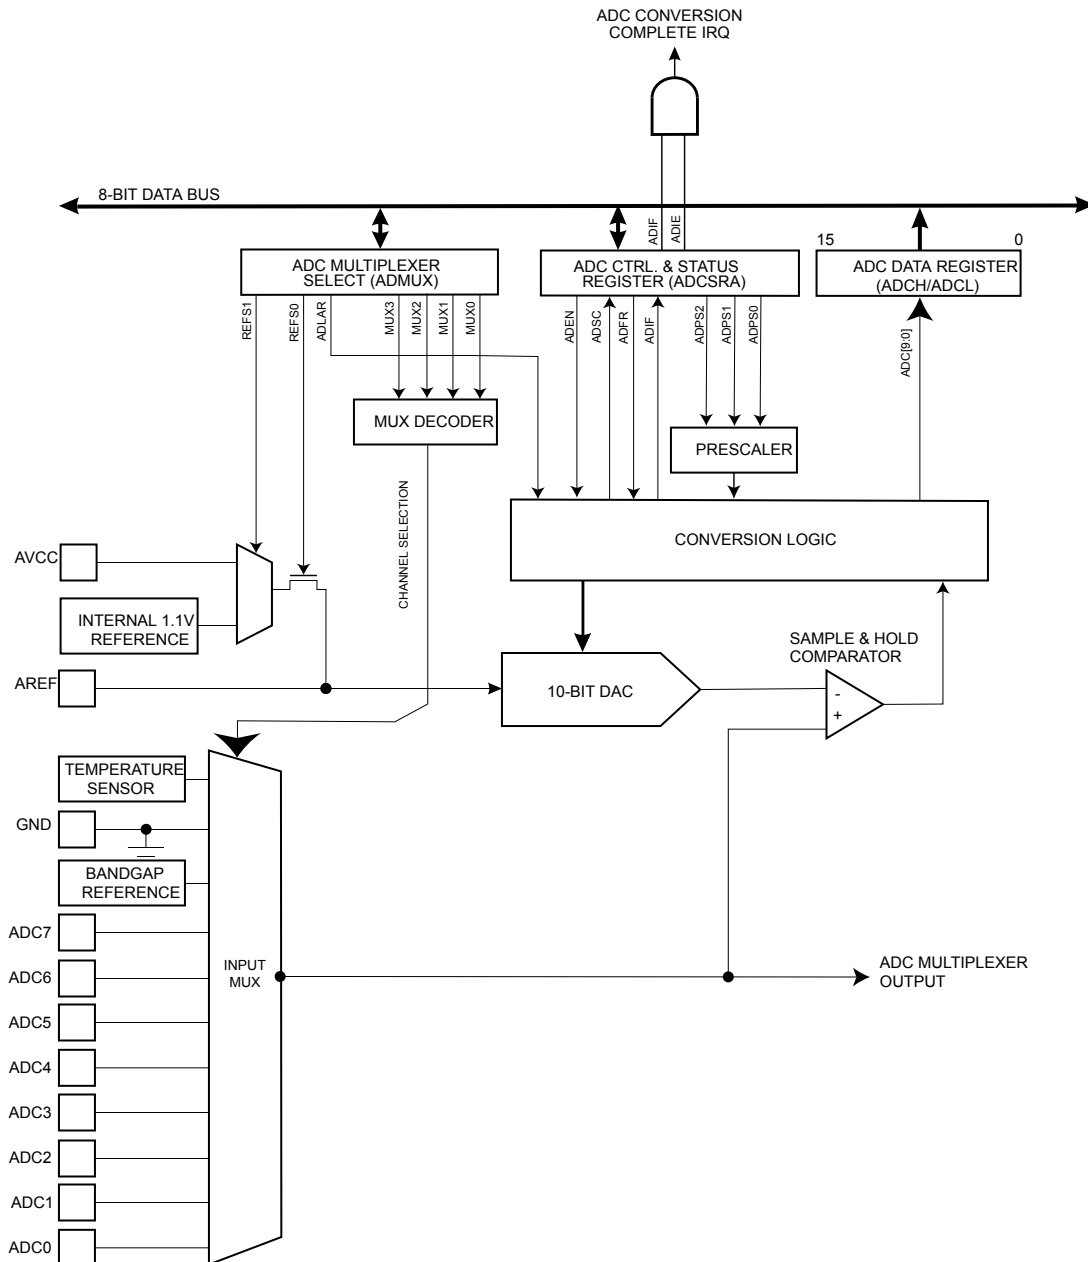 ADC CONVERSION
COMPLETE IRQ
8-BIT DATA BUS
ADIF
ADIE
15
0
ADC MULTIPLEXER
SELECT (ADMUX)
ADC CTRL. & STATUS
REGISTER (ADCSRA)
ADC DATA REGISTER
(ADCH/ADCL)
REFS1
REFS0
ADLAR
MUX3
MUX2
MUX1
MUX0
ADEN
ADSC
ADFR
ADIF
ADPS2
ADPS1
ADPS0
ADC[9:0]
MUX DECODER
PRESCALER
CHANNEL SELECTION
CONVERSION LOGIC
AVCC
INTERNAL 1.1V
REFERENCE
SAMPLE & HOLD
COMPARATOR
AREF
10-BIT DAC
-
+
TEMPERATURE
SENSOR
GND
BANDGAP
REFERENCE
ADC7
ADC6
ADC5
ADC4
ADC3
ADC2
ADC1
ADC0
INPUT
MUX
ADC MULTIPLEXER
OUTPUT